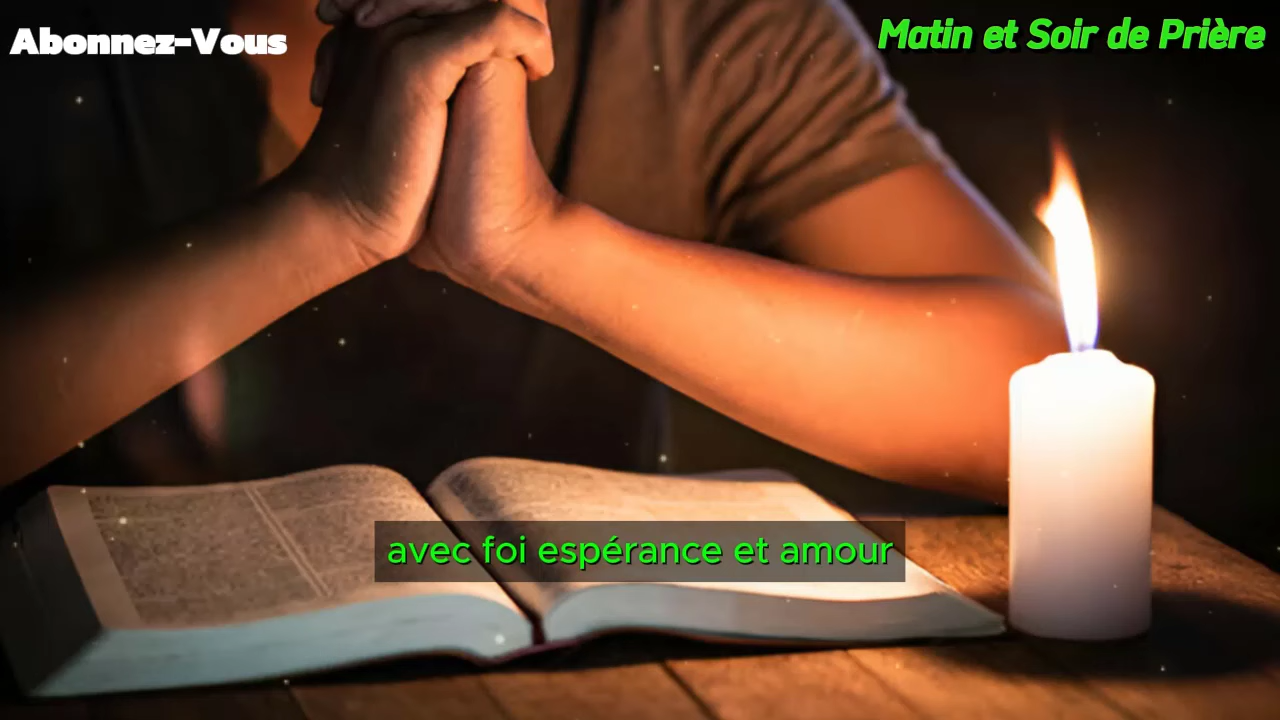 Abonnez-Vous
Matin et Soir de Prière
avec foi espérance et amour